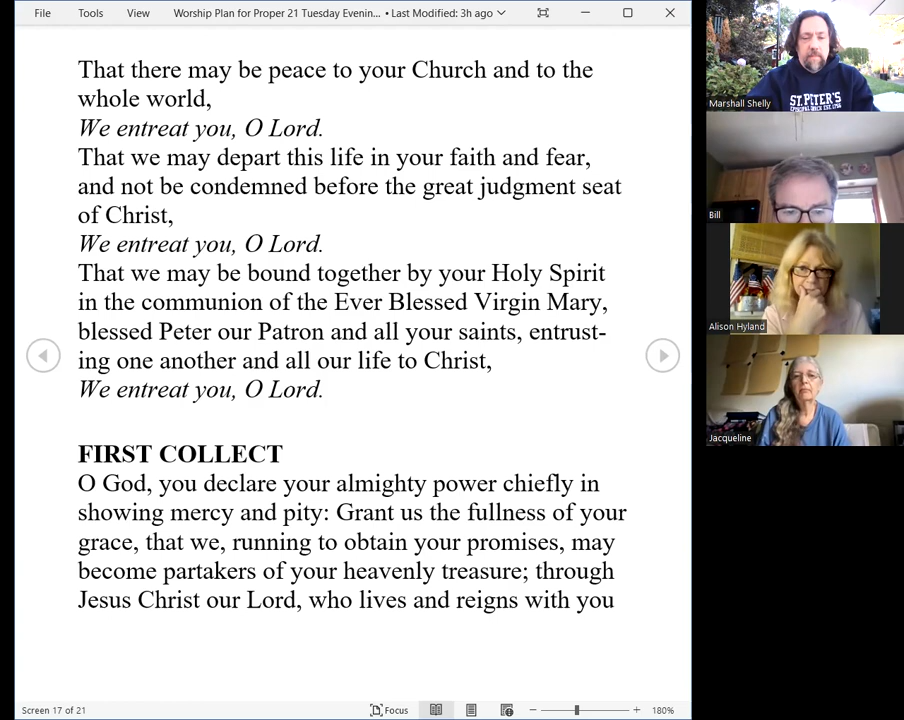 File Tools View Worship Plan for Proper 21 Tuesday Evenin... • Last Modified: 3h ago
That there may be peace to your Church and to the
whole world,
We entreat you, O Lord.
That we may depart this life in your faith and fear,
and not be condemned before the great judgment seat
of Christ,
We entreat you, O Lord.
That we may be bound together by your Holy Spirit
in the communion of the Ever Blessed Virgin Mary,
blessed Peter our Patron and all your saints, entrust-
ing one another and all our life to Christ,
We entreat you, O Lord.
FIRST COLLECT
O God, you declare your almighty power chiefly in
showing mercy and pity: Grant us the fullness of your
grace, that we, running to obtain your promises, may
become partakers of your heavenly treasure; through
Jesus Christ our Lord, who lives and reigns with you
Screen 17 of 21 Focus 180%
ST. PETER'S
Marshall Shelly
Bill
Alison Hyland
Jacqueline